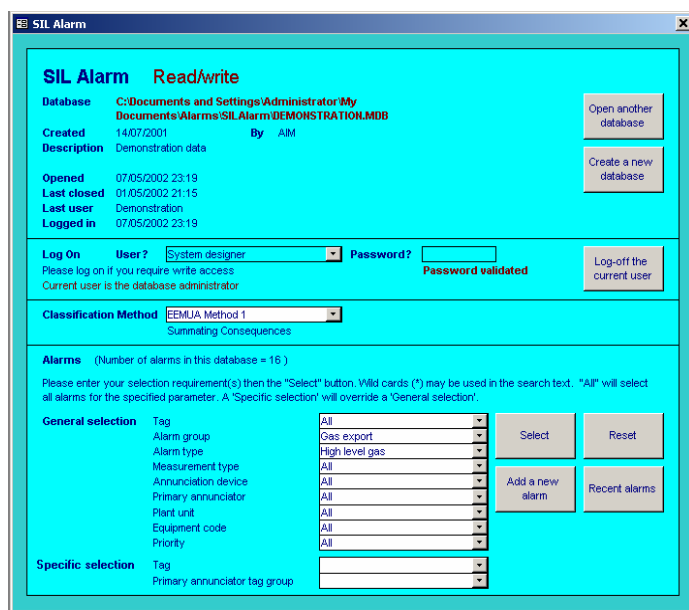 SIL Alarm
SIL Alarm Read/write
Database C:\Documents and Settings\Administrator\My
Documents\Alarms\SILAlarm\DEMONSTRATION.MDB
Open another
database
Created 14/07/2001 By AIM
Description Demonstration data
Create a new
database
Opened 07/05/2002 23:19
Last closed 01/05/2002 21:15
Last user Demonstration
Logged in 07/05/2002 23:19
Log On User? System designer Password?
Please log on if you require write access Password validated
Current user is the database administrator
Log-off the
current user
Classification Method EEMUA Method 1
Summating Consequences
Alarms (Number of alarms in this database = 16 )
Please enter your selection requirement(s) then the "Select" button. Wild cards (*) may be used in the search text. "All" will select
all alarms for the specified parameter. A 'Specific selection' will override a 'General selection'.
General selection Tag All
Alarm group Gas export
Alarm type High level gas
Measurement type All
Annunciation device All
Primary annunciator All
Plant unit All
Equipment code All
Priority All
Select
Reset
Add a new
alarm
Recent alarms
Specific selection Tag
Primary annunciator tag group